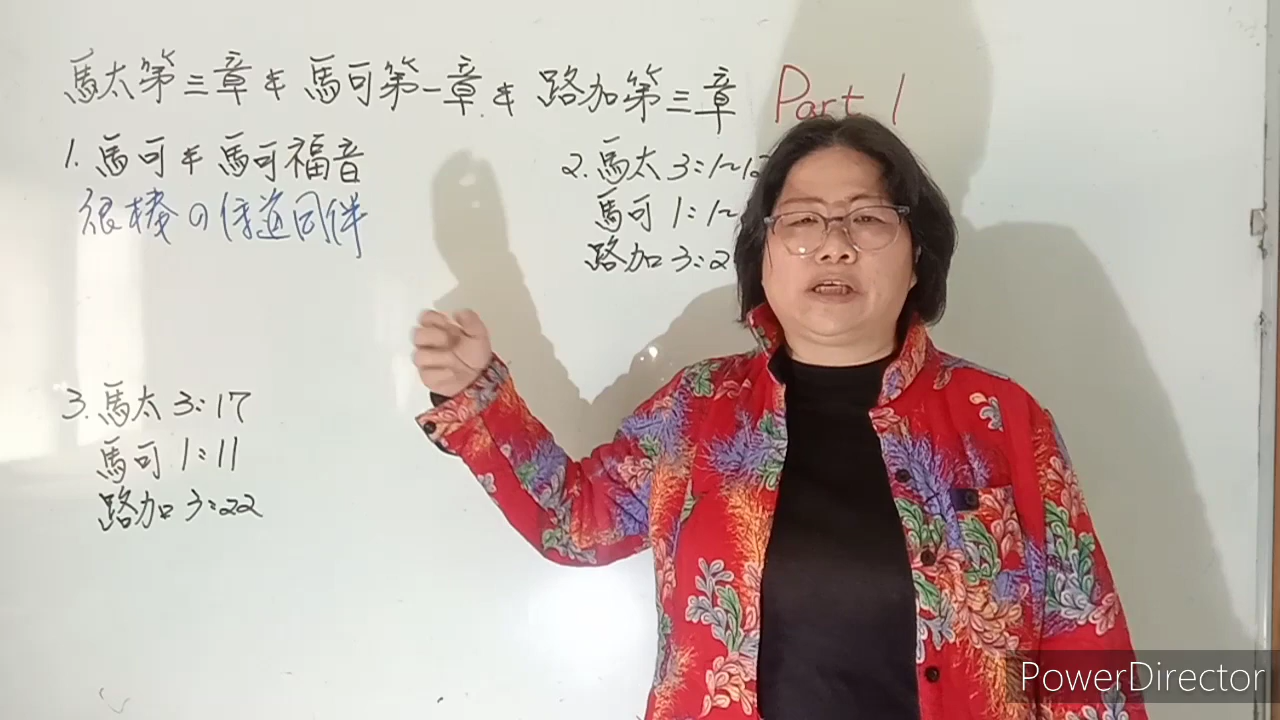 馬太第三章 & 馬可第一章 & 路加第三章 Part 1
1. 馬可 & 馬可福音
很棒の傳道同伴
2. 馬太 3:1~12
馬可 1:1~
路加 3:2
3. 馬太 3:17
馬可 1:11
路加 3:22
PowerDirector